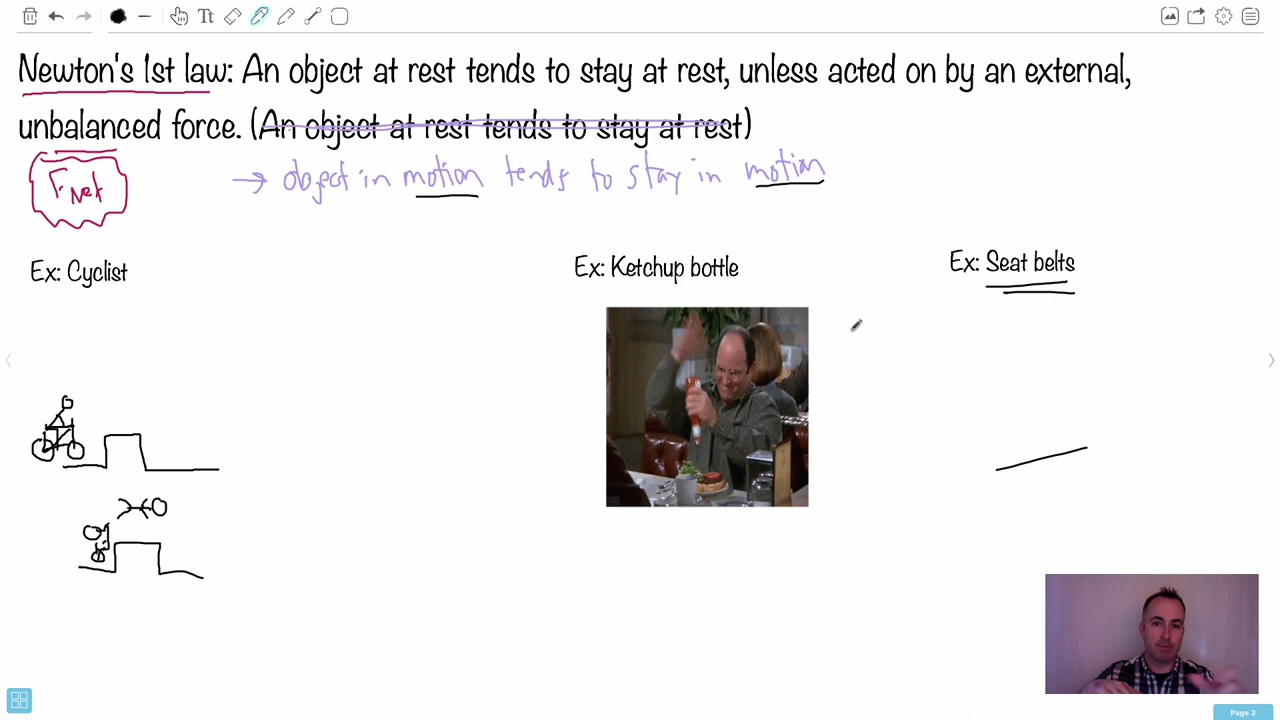 Tt
Newton's 1st law: An object at rest tends to stay at rest, unless acted on by an external,
unbalanced force. (An object at rest tends to stay at rest)
FNet
→ object in motion tends to stay in motion
Ex: Cyclist
Ex: Ketchup bottle
Ex: Seat belts
Page 3